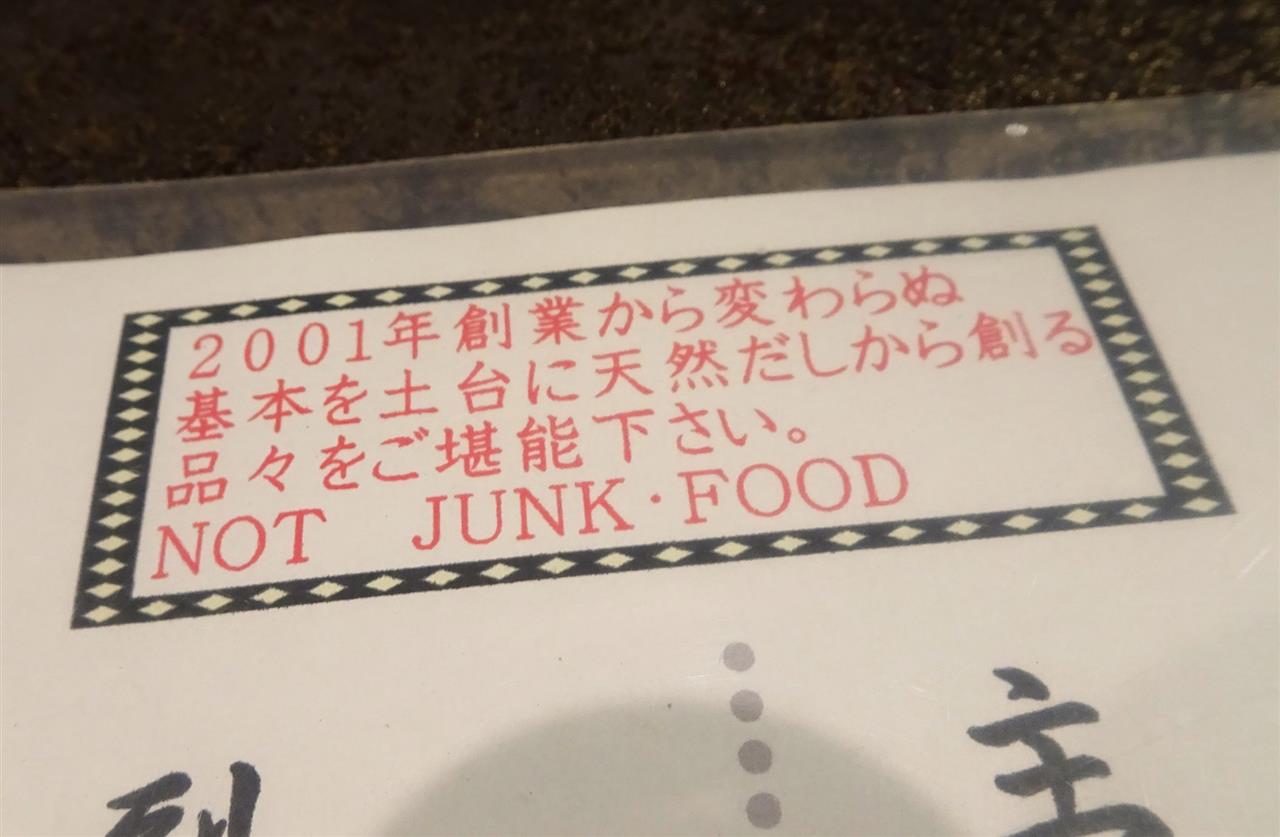 2001年創業から変わらぬ
基本を土台に天然だしから創る
品々をご堪能下さい。
NOT JUNK・FOOD